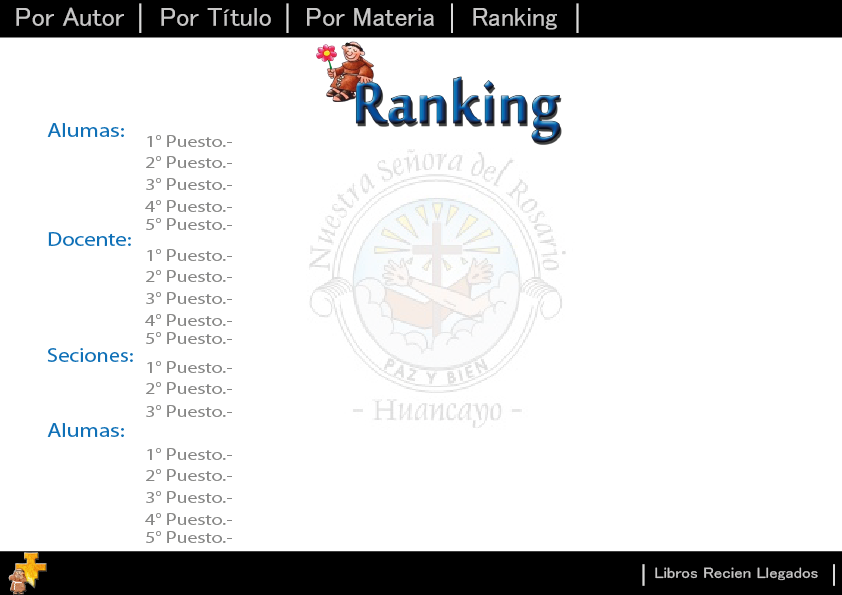 Por Autor | Por Título | Por Materia | Ranking |
Ranking
Alumas:
1° Puesto.-
2° Puesto.-
3° Puesto.-
4° Puesto.-
5° Puesto.-
Docente:
1° Puesto.-
2° Puesto.-
3° Puesto.-
4° Puesto.-
5° Puesto.-
Seciones:
1° Puesto.-
2° Puesto.-
3° Puesto.-
Alumas:
1° Puesto.-
2° Puesto.-
3° Puesto.-
4° Puesto.-
5° Puesto.-
Nuestra Señora del Rosario
PAZ Y BIEN
- Huancayo -
| Libros Recien Llegados |